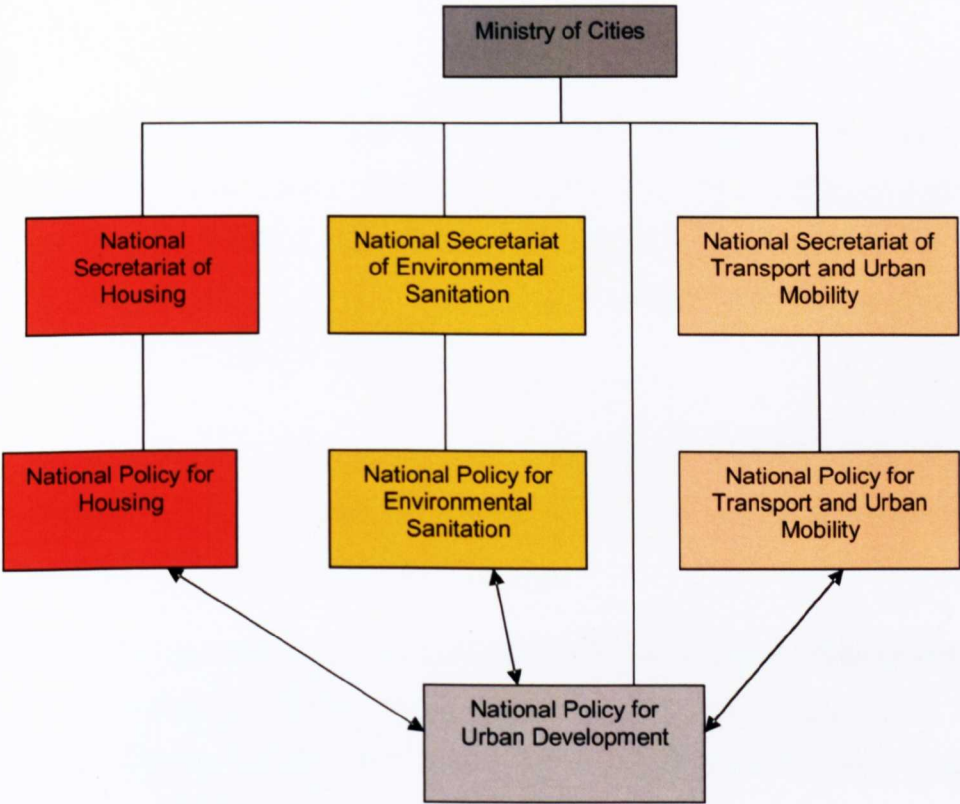 Ministry of Cities
National
Secretariat of
Housing
National Secretariat
of Environmental
Sanitation
National Secretariat of
Transport and Urban
Mobility
National Policy for
Housing
National Policy for
Environmental
Sanitation
National Policy for
Transport and Urban
Mobility
National Policy for
Urban Development